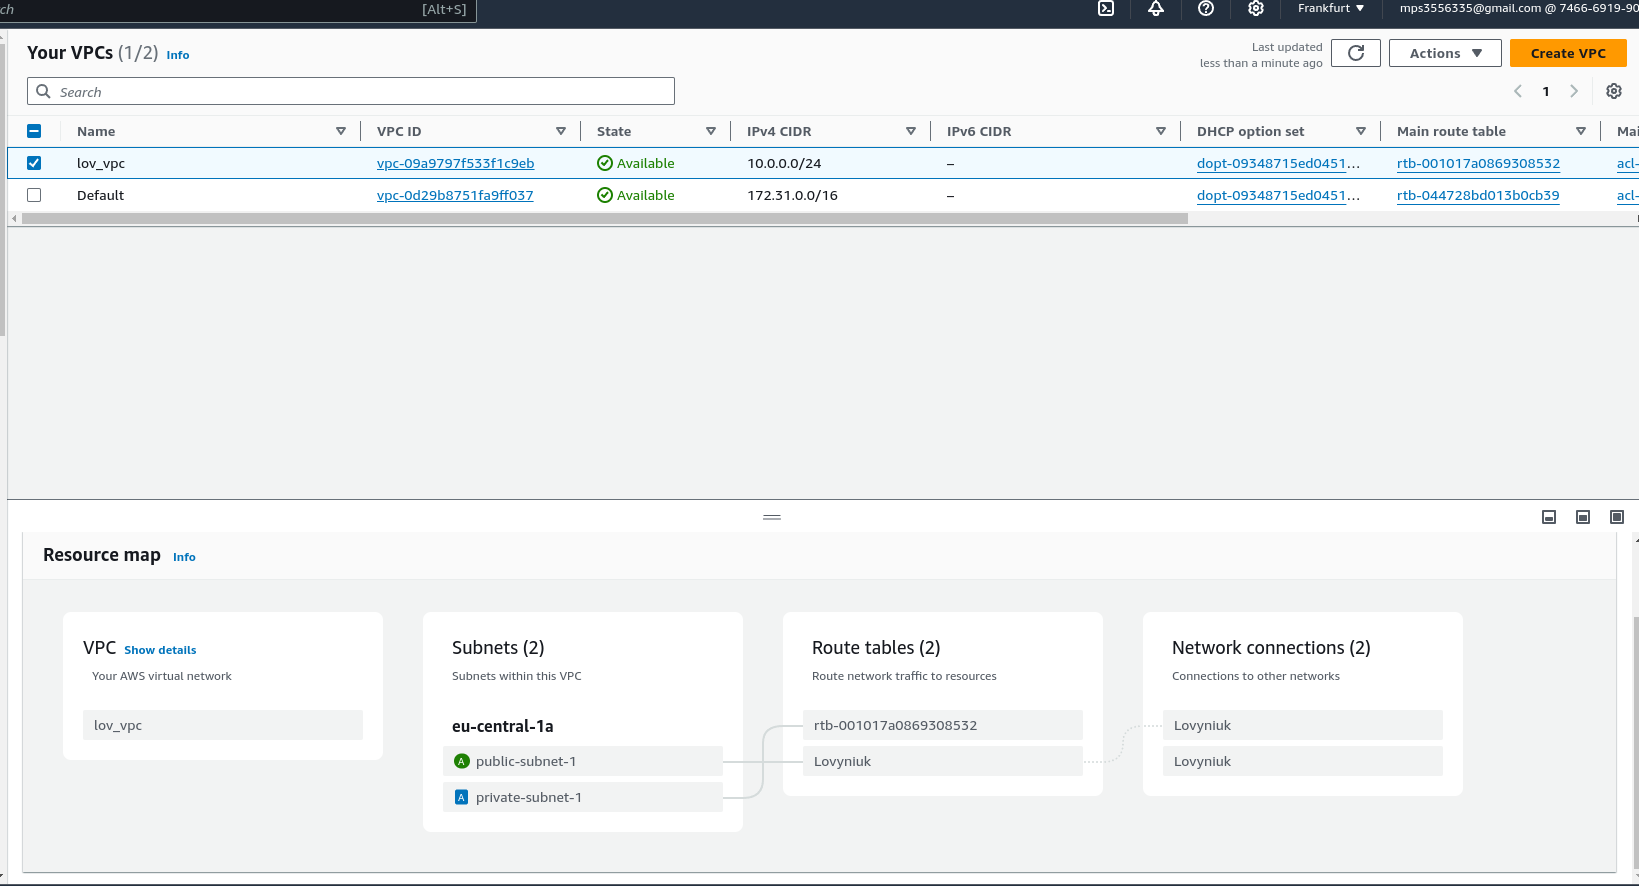 ch [Alt+S] Frankfurt ▼ mps3556335@gmail.com @ 7466-6919-90
Your VPCs (1/2) Info
Last updated
less than a minute ago
Actions ▼
Create VPC
Search
1
Name VPC ID State IPv4 CIDR IPv6 CIDR DHCP option set Main route table Mai
lov_vpc vpc-09a9797f533f1c9eb Available 10.0.0.0/24 – dopt-09348715ed0451... rtb-001017a0869308532 acl-
Default vpc-0d29b8751fa9ff037 Available 172.31.0.0/16 – dopt-09348715ed0451... rtb-044728bd013b0cb39 acl-
Resource map Info
VPC Show details
Your AWS virtual network
lov_vpc
Subnets (2)
Subnets within this VPC
eu-central-1a
A public-subnet-1
A private-subnet-1
Route tables (2)
Route network traffic to resources
rtb-001017a0869308532
Lovyniuk
Network connections (2)
Connections to other networks
Lovyniuk
Lovyniuk